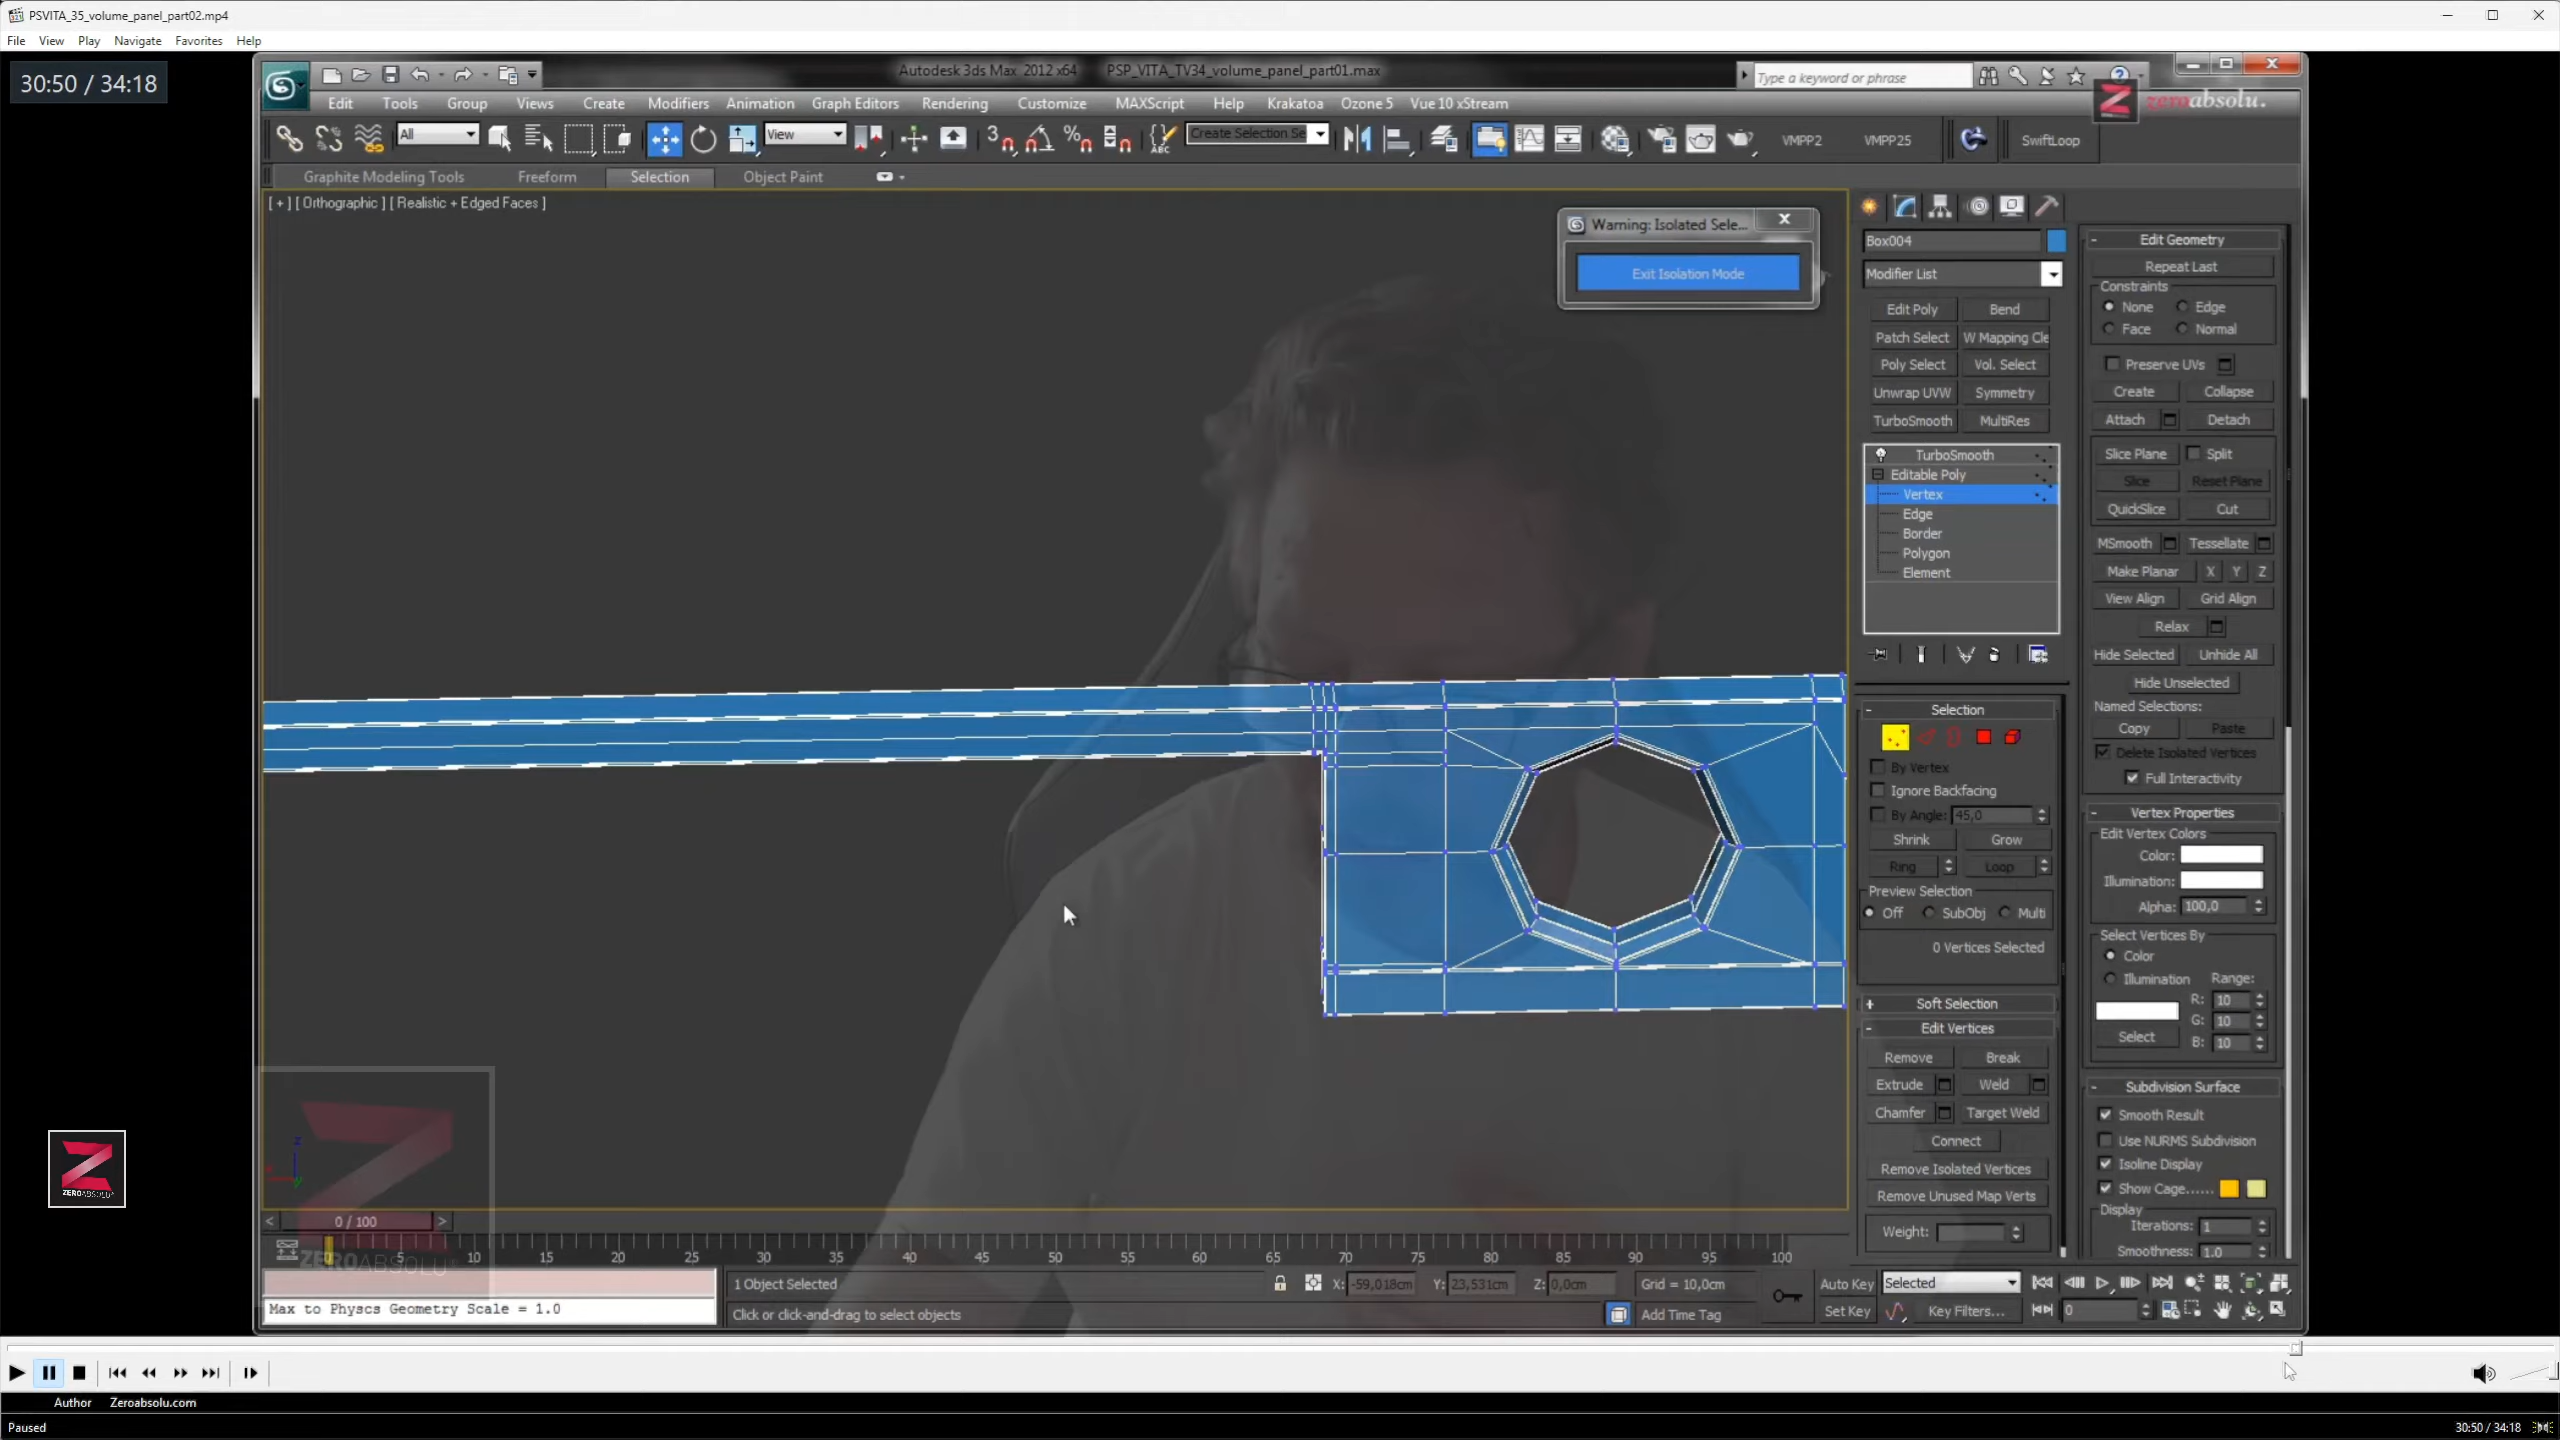 PSVITA_35_volume_panel_part02.mp4
File View Play Navigate Favorites Help
30:50 / 34:18
Autodesk 3ds Max 2012 x64 PSP_VITA_TV34_volume_panel_part01.max
Type a keyword or phrase
Edit Tools Group Views Create Modifiers Animation Graph Editors Rendering Customize MAXScript Help Krakatoa Ozone 5 Vue 10 xStream
zeroabsolu.
All View Create Selection Se VMPP2 VMPP25 SwiftLoop
Graphite Modeling Tools Freeform Selection Object Paint
[ + ] [ Orthographic ] [ Realistic + Edged Faces ]
Warning: Isolated Sele...
Exit Isolation Mode
Box004
Modifier List
Edit Poly Bend
Patch Select W Mapping Cle
Poly Select Vol. Select
Unwrap UVW Symmetry
TurboSmooth MultiRes
TurboSmooth
Editable Poly
Vertex
Edge
Border
Polygon
Element
Selection
By Vertex
Ignore Backfacing
By Angle: 45,0
Shrink Grow
Ring Loop
Preview Selection
Off SubObj Multi
0 Vertices Selected
Soft Selection
Edit Vertices
Remove Break
Extrude Weld
Chamfer Target Weld
Connect
Remove Isolated Vertices
Remove Unused Map Verts
Weight:
Edit Geometry
Repeat Last
Constraints
None Edge
Face Normal
Preserve UVs
Create Collapse
Attach Detach
Slice Plane Split
Slice Reset Plane
QuickSlice Cut
MSmooth Tessellate
Make Planar X Y Z
View Align Grid Align
Relax
Hide Selected Unhide All
Hide Unselected
Named Selections:
Copy Paste
Delete Isolated Vertices
Full Interactivity
Vertex Properties
Edit Vertex Colors
Color:
Illumination:
Alpha: 100,0
Select Vertices By
Color
Illumination Range:
R: 10
G: 10
Select B: 10
Subdivision Surface
Smooth Result
Use NURMS Subdivision
Isoline Display
Show Cage......
Display
Iterations: 1
Smoothness: 1.0
ZEROABSOLU
0 / 100
5 10 15 20 25 30 35 40 45 50 55 60 65 70 75 80 85 90 95 100
ZEROABSOLU
1 Object Selected X: -59,018cm Y: 23,531cm Z: 0,0cm Grid = 10,0cm Auto Key Selected
Max to Physcs Geometry Scale = 1.0
Click or click-and-drag to select objects Add Time Tag Set Key Key Filters... 0
Author Zeroabsolu.com
Paused 30:50 / 34:18